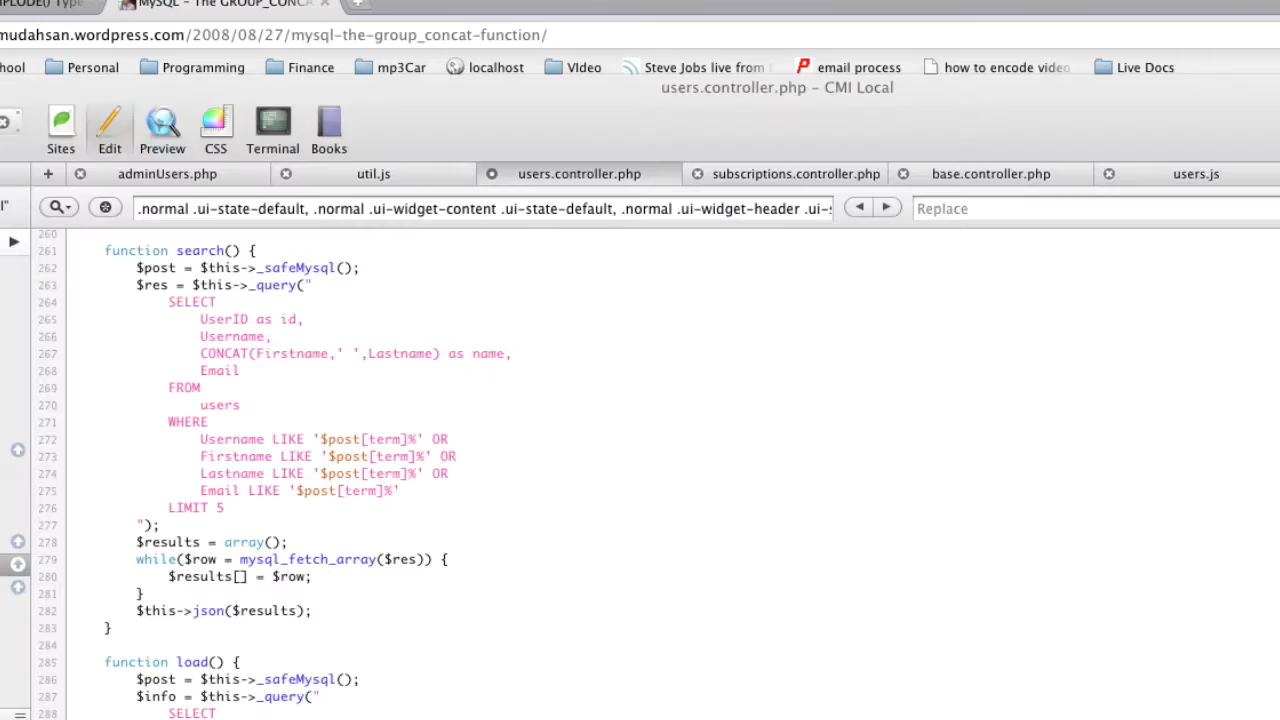 MySQL – The GROUP_CONCA
mudahsan.wordpress.com/2008/08/27/mysql-the-group_concat-function/
hool Personal Programming Finance mp3Car localhost VIdeo Steve Jobs live from email process how to encode video Live Docs
users.controller.php – CMI Local
Sites Edit Preview CSS Terminal Books
adminUsers.php util.js users.controller.php subscriptions.controller.php base.controller.php users.js
.normal .ui-state-default, .normal .ui-widget-content .ui-state-default, .normal .ui-widget-header .ui-s Replace
260
261 function search() {
262 $post = $this->_safeMysql();
263 $res = $this->_query("
264 SELECT
265 UserID as id,
266 Username,
267 CONCAT(Firstname,' ',Lastname) as name,
268 Email
269 FROM
270 users
271 WHERE
272 Username LIKE '$post[term]%' OR
273 Firstname LIKE '$post[term]%' OR
274 Lastname LIKE '$post[term]%' OR
275 Email LIKE '$post[term]%'
276 LIMIT 5
277 ");
278 $results = array();
279 while($row = mysql_fetch_array($res)) {
280 $results[] = $row;
281 }
282 $this->json($results);
283 }
284
285 function load() {
286 $post = $this->_safeMysql();
287 $info = $this->_query("
288 SELECT